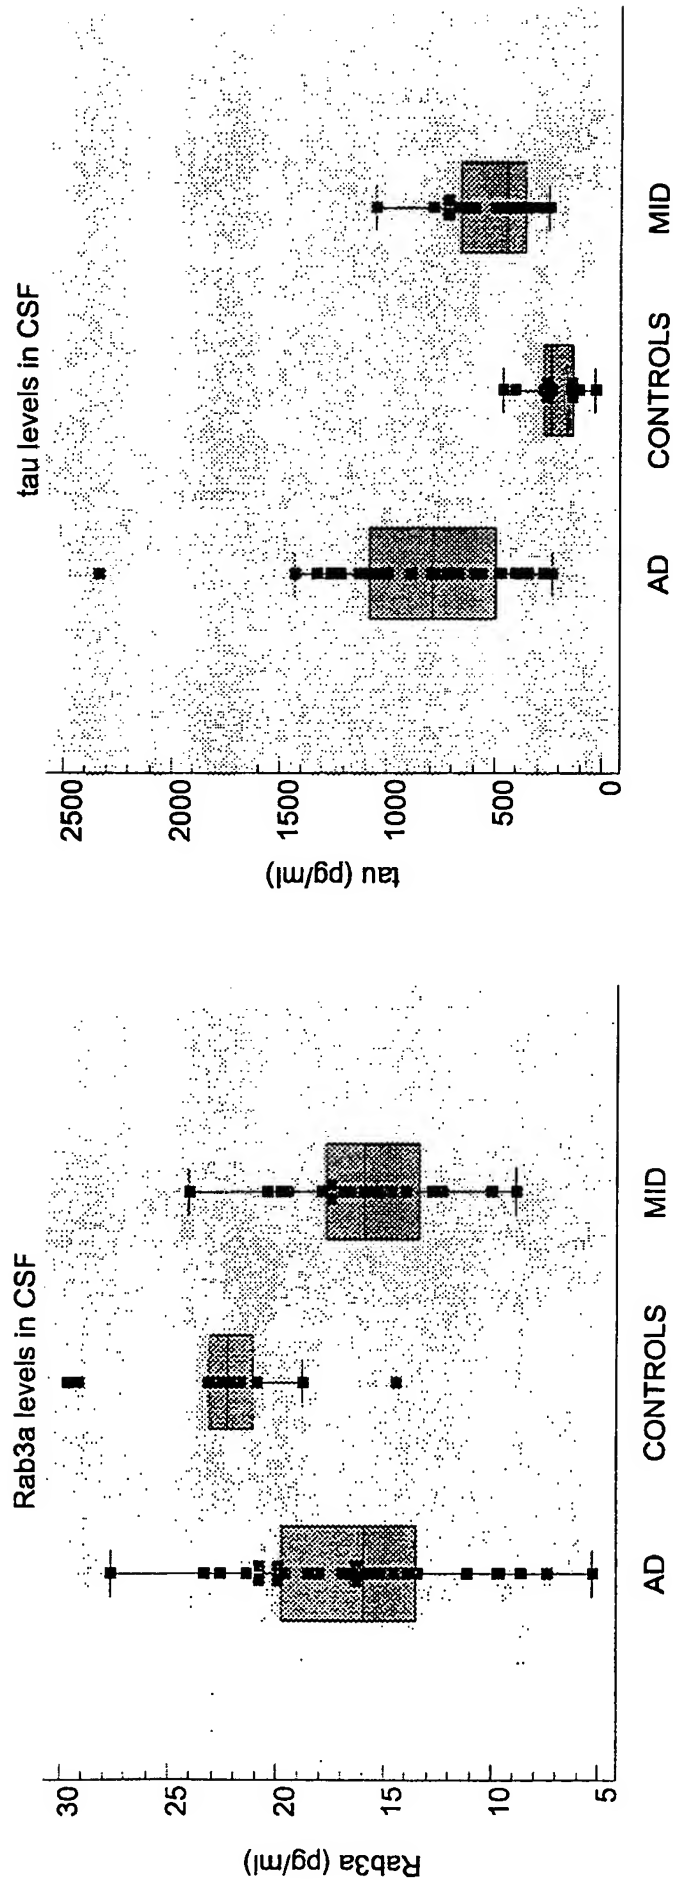 Rab3a levels in CSF
Rab3a (pg/ml)
30
25
20
15
10
5
AD
CONTROLS
MID
tau levels in CSF
tau (pg/ml)
2500
2000
1500
1000
500
0
AD
CONTROLS
MID